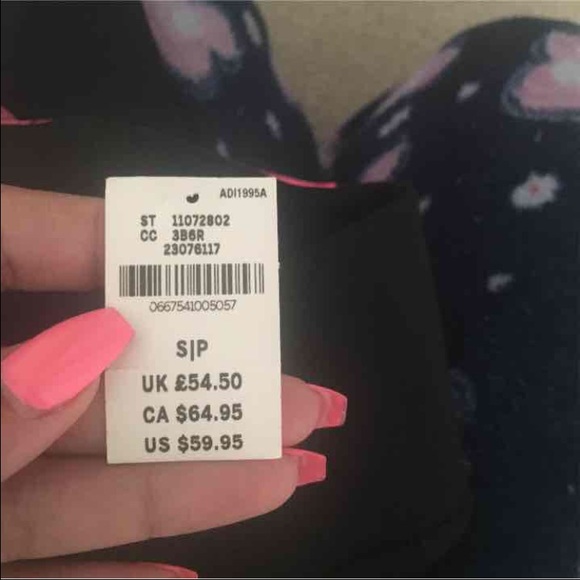 ADI1995A
ST 11072802
CC 3B6R
23076117
0667541005057
S|P
UK £54.50
CA $64.95
US $59.95